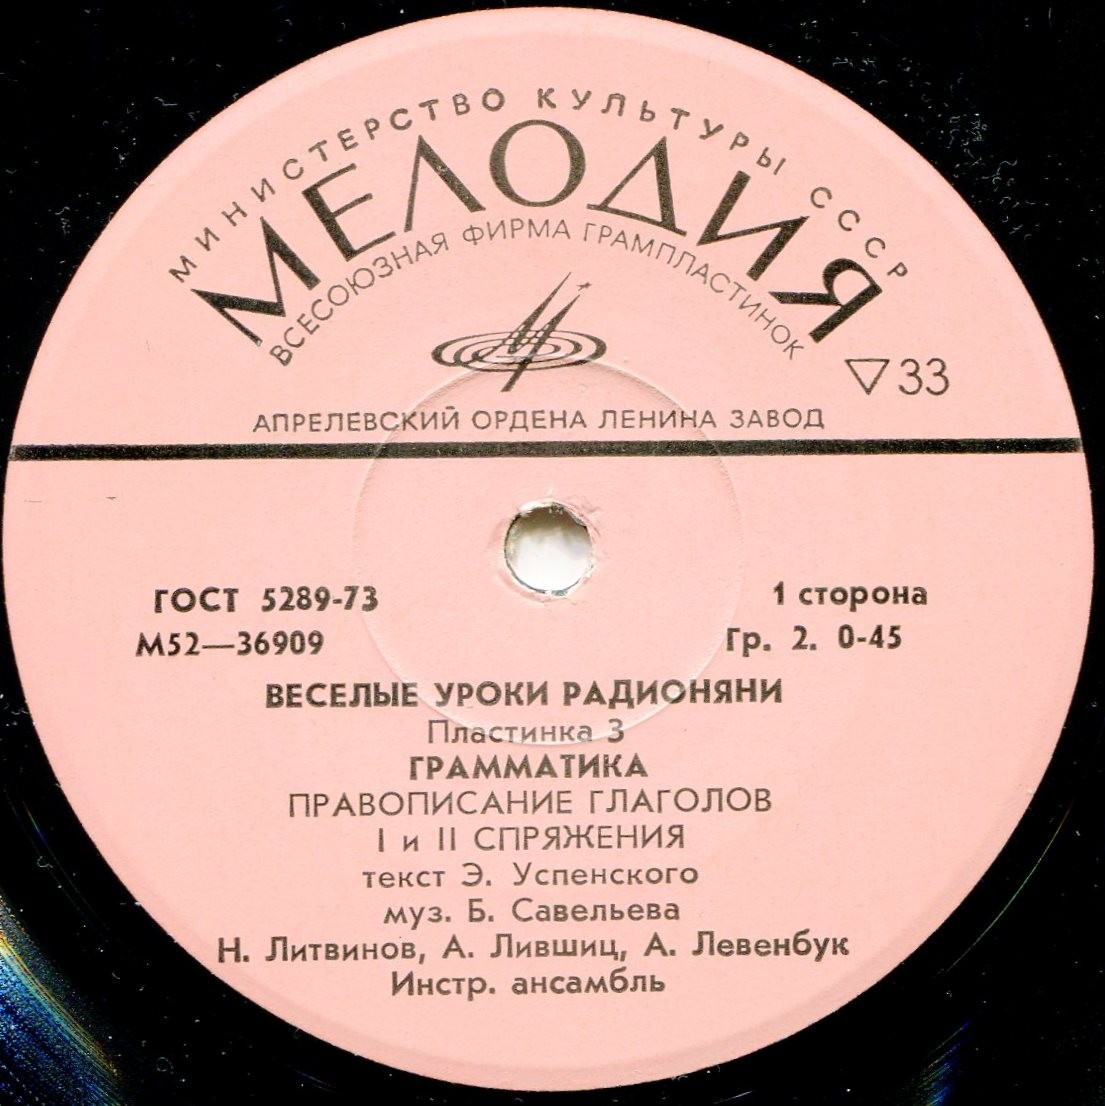 МИНИСТЕРСТВО КУЛЬТУРЫ СССР
МЕЛОДИЯ
ВСЕСОЮЗНАЯ ФИРМА ГРАМПЛАСТИНОК
33
АПРЕЛЕВСКИЙ ОРДЕНА ЛЕНИНА ЗАВОД
ГОСТ 5289-73
1 сторона
М52—36909
Гр. 2. 0-45
ВЕСЕЛЫЕ УРОКИ РАДИОНЯНИ
Пластинка 3
ГРАММАТИКА
ПРАВОПИСАНИЕ ГЛАГОЛОВ
I и II СПРЯЖЕНИЯ
текст Э. Успенского
муз. Б. Савельева
Н. Литвинов, А. Лившиц, А. Левенбук
Инстр. ансамбль